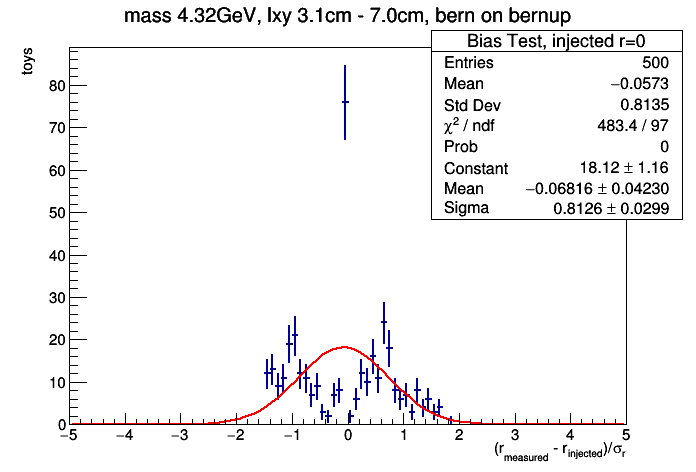 mass 4.32GeV, lxy 3.1cm - 7.0cm, bern on bernup
toys
Bias Test, injected r=0
Entries 500
Mean −0.0573
Std Dev 0.8135
χ² / ndf 483.4 / 97
Prob 0
Constant 18.12 ± 1.16
Mean −0.06816 ± 0.04230
Sigma 0.8126 ± 0.0299
80
70
60
50
40
30
20
10
0
−5 −4 −3 −2 −1 0 1 2 3 4 5
(r_measured - r_injected)/σ_r